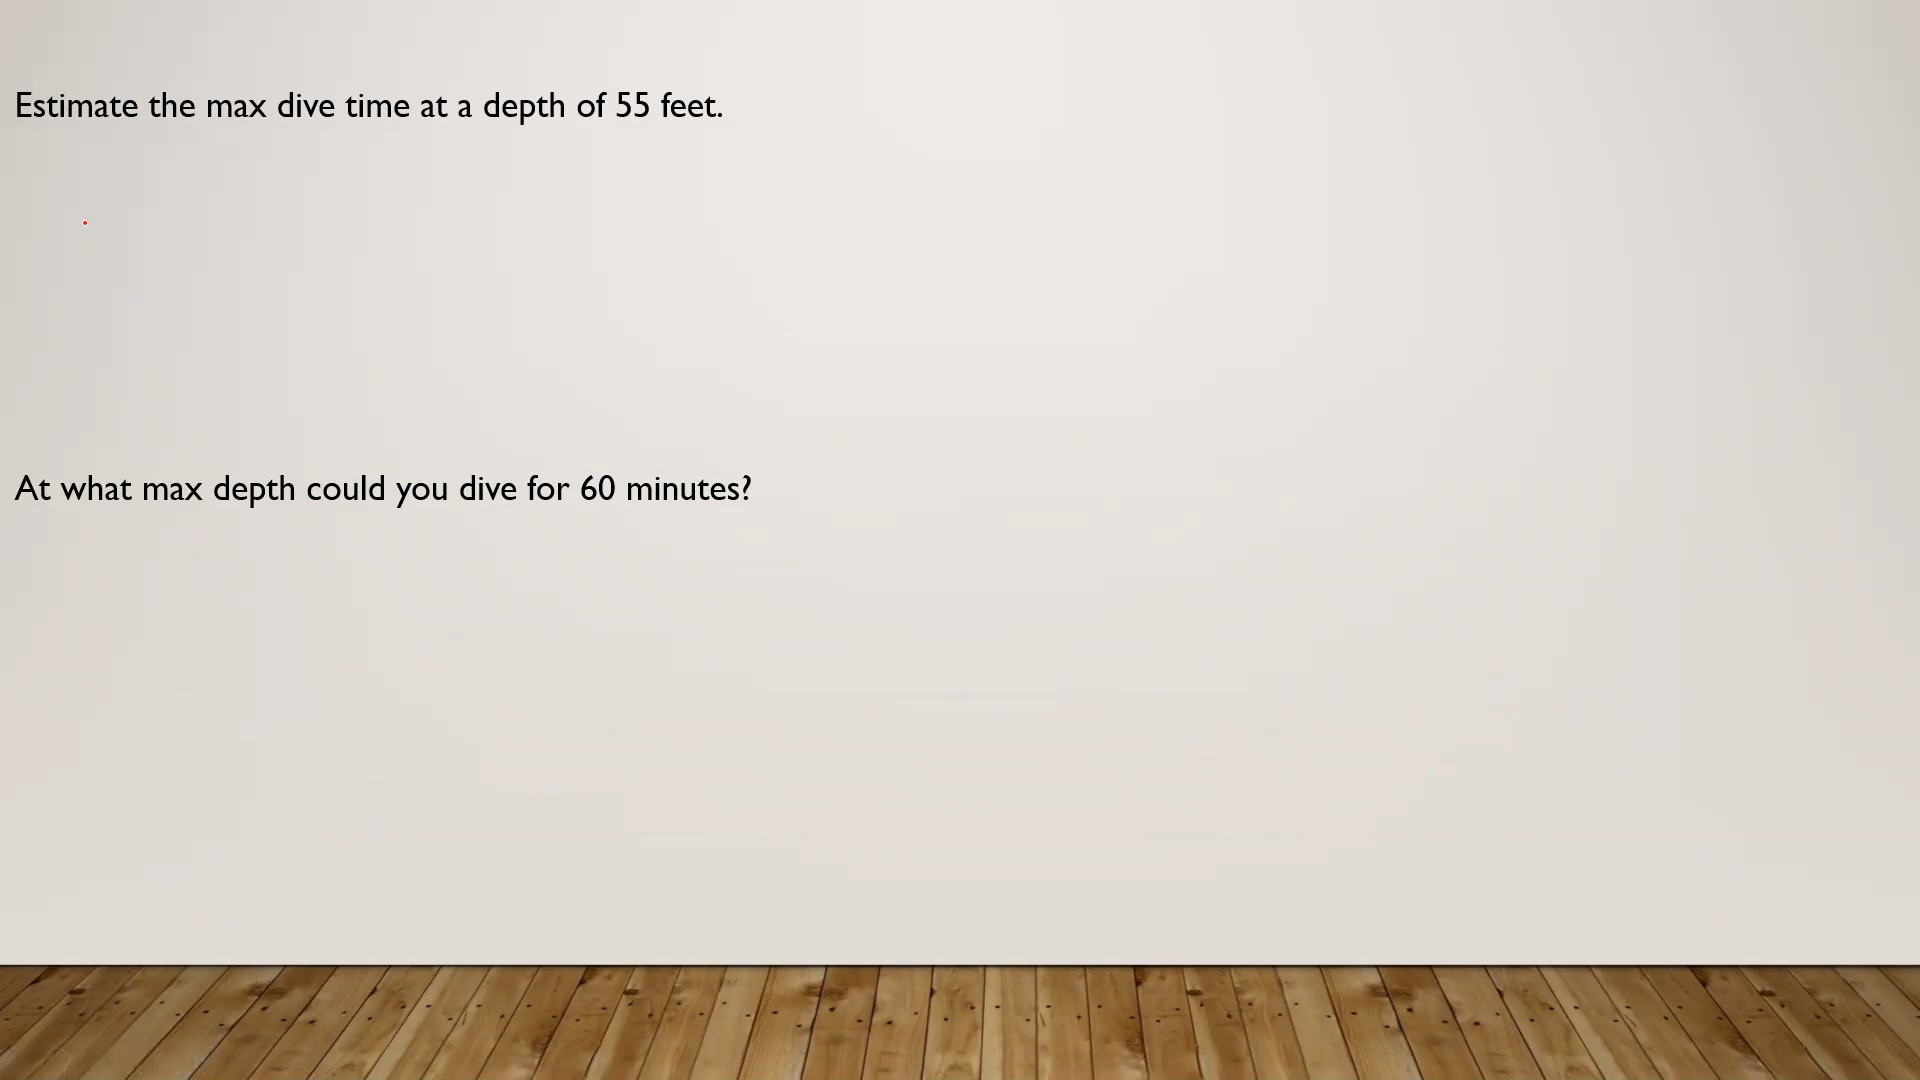 Estimate the max dive time at a depth of 55 feet.
At what max depth could you dive for 60 minutes?